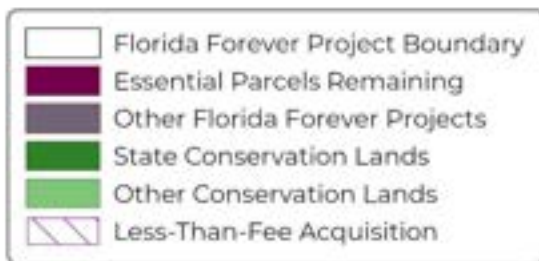 Florida Forever Project Boundary
Essential Parcels Remaining
Other Florida Forever Projects
State Conservation Lands
Other Conservation Lands
Less-Than-Fee Acquisition